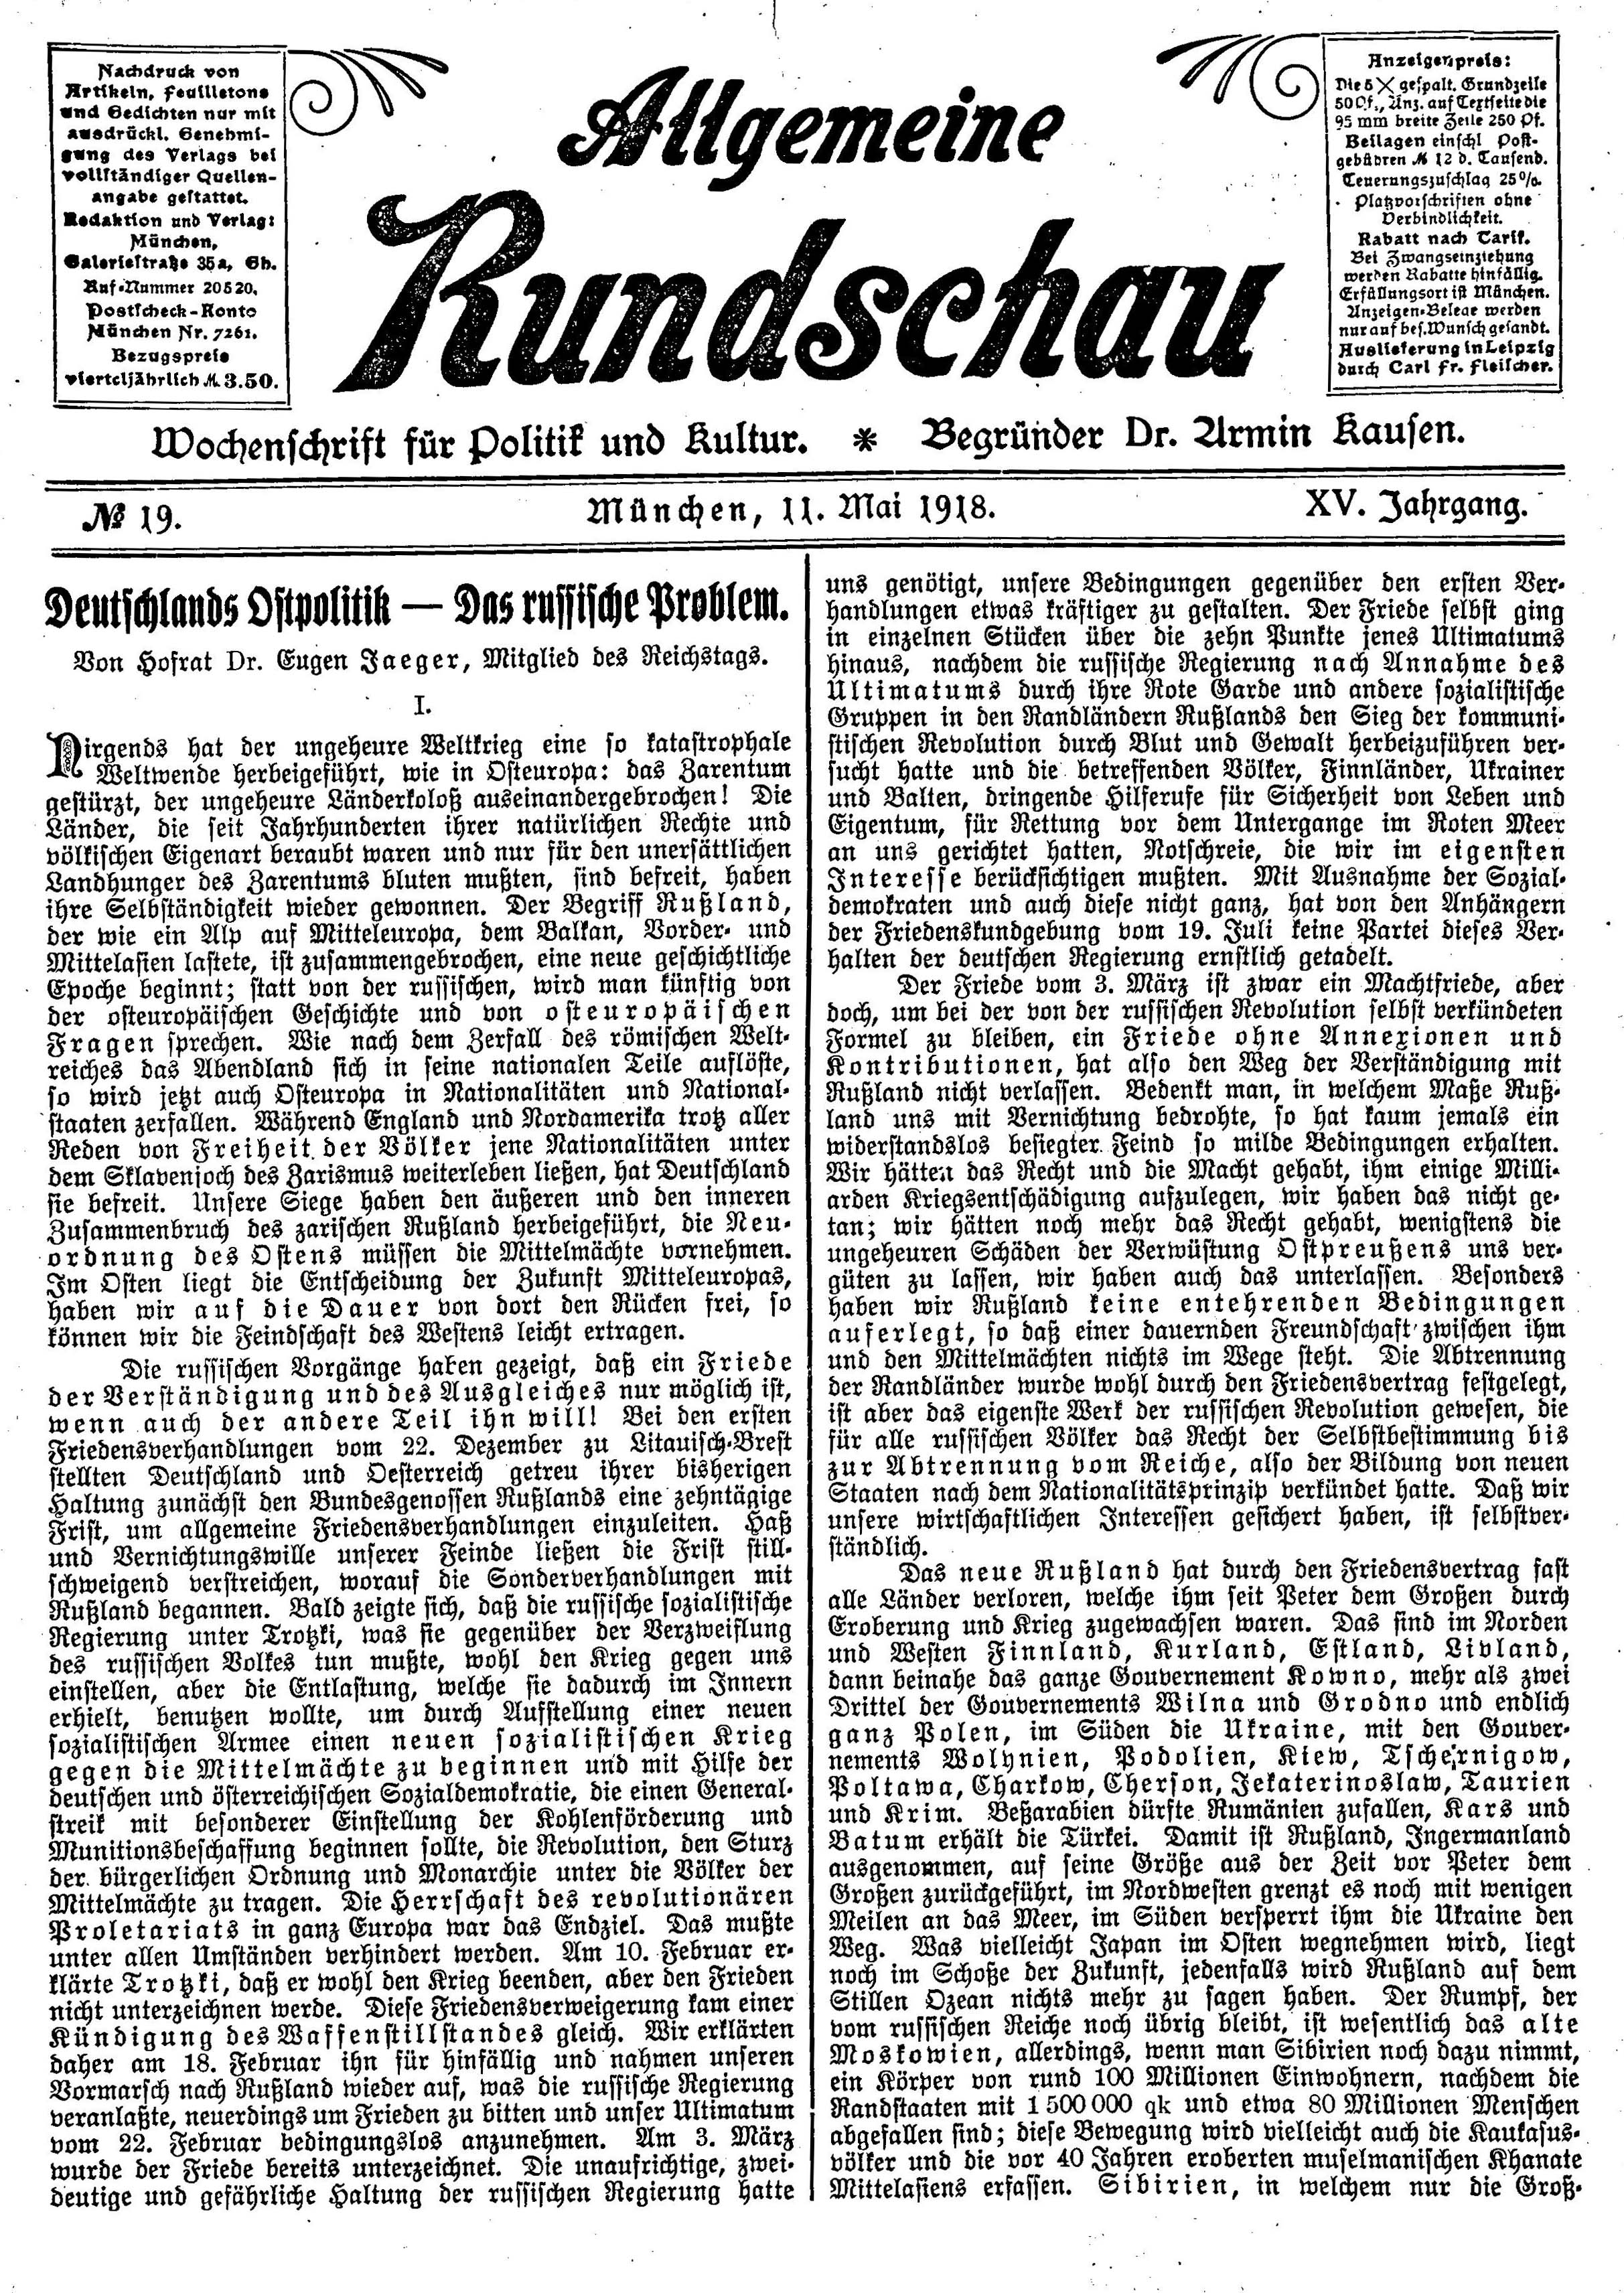 Nachdruck von
Artikeln, Feuilletons
und Gedichten nur mit
ausdrückl. Genehmi-
gung des Verlags bei
vollständiger Quellen-
angabe gestattet.
Redaktion und Verlag:
München,
Galeriestraße 35a, Gh.
Ruf-Nummer 20520.
Postscheck-Konto
München Nr. 7261.
Bezugspreis
vierteljährlich M. 3.50.
Allgemeine
Rundschau
Anzeigenpreis:
Die 5 × gespalt. Grundzeile
50 Pf., Anz. auf Textseite die
95 mm breite Zeile 250 Pf.
Beilagen einschl Post-
gebühren M 12 d. Tausend.
Teuerungszuschlag 25%.
Platzvorschriften ohne
Verbindlichkeit.
Rabatt nach Tarif.
Bei Zwangseinziehung
werden Rabatte hinfällig.
Erfüllungsort ist München.
Anzeigen-Belege werden
nur auf bes. Wunsch gesandt.
Auslieferung in Leipzig
durch Carl Fr. Fleischer.
Wochenschrift für Politik und Kultur. * Begründer Dr. Armin Kausen.
№ 19.
München, 11. Mai 1918.
XV. Jahrgang.
Deutschlands Ostpolitik — Das russische Problem.
Von Hofrat Dr. Eugen Jaeger, Mitglied des Reichstags.
I.
Nirgends hat der ungeheure Weltkrieg eine so katastrophale
Weltwende herbeigeführt, wie in Osteuropa: das Zarentum
gestürzt, der ungeheure Länderkoloß auseinandergebrochen! Die
Länder, die seit Jahrhunderten ihrer natürlichen Rechte und
völkischen Eigenart beraubt waren und nur für den unersättlichen
Landhunger des Zarentums bluten mußten, sind befreit, haben
ihre Selbständigkeit wieder gewonnen. Der Begriff Rußland,
der wie ein Alp auf Mitteleuropa, dem Balkan, Vorder- und
Mittelasien lastete, ist zusammengebrochen, eine neue geschichtliche
Epoche beginnt; statt von der russischen, wird man künftig von
der osteuropäischen Geschichte und von osteuropäischen
Fragen sprechen. Wie nach dem Zerfall des römischen Welt-
reiches das Abendland sich in seine nationalen Teile auflöste,
so wird jetzt auch Osteuropa in Nationalitäten und National-
staaten zerfallen. Während England und Nordamerika trotz aller
Reden von Freiheit der Völker jene Nationalitäten unter
dem Sklavenjoch des Zarismus weiterleben ließen, hat Deutschland
sie befreit. Unsere Siege haben den äußeren und den inneren
Zusammenbruch des zarischen Rußland herbeigeführt, die Neu-
ordnung des Ostens müssen die Mittelmächte vornehmen.
Im Osten liegt die Entscheidung der Zukunft Mitteleuropas,
haben wir auf die Dauer von dort den Rücken frei, so
können wir die Feindschaft des Westens leicht ertragen.
Die russischen Vorgänge haben gezeigt, daß ein Friede
der Verständigung und des Ausgleiches nur möglich ist,
wenn auch der andere Teil ihn will! Bei den ersten
Friedensverhandlungen vom 22. Dezember zu Litauisch-Brest
stellten Deutschland und Oesterreich getreu ihrer bisherigen
Haltung zunächst den Bundesgenossen Rußlands eine zehntägige
Frist, um allgemeine Friedensverhandlungen einzuleiten. Haß
und Vernichtungswille unserer Feinde ließen die Frist still-
schweigend verstreichen, worauf die Sonderverhandlungen mit
Rußland begannen. Bald zeigte sich, daß die russische sozialistische
Regierung unter Trotzki, was sie gegenüber der Verzweiflung
des russischen Volkes tun mußte, wohl den Krieg gegen uns
einstellen, aber die Entlastung, welche sie dadurch im Innern
erhielt, benutzen wollte, um durch Aufstellung einer neuen
sozialistischen Armee einen neuen sozialistischen Krieg
gegen die Mittelmächte zu beginnen und mit Hilfe der
deutschen und österreichischen Sozialdemokratie, die einen General-
streik mit besonderer Einstellung der Kohlenförderung und
Munitionsbeschaffung beginnen sollte, die Revolution, den Sturz
der bürgerlichen Ordnung und Monarchie unter die Völker der
Mittelmächte zu tragen. Die Herrschaft des revolutionären
Proletariats in ganz Europa war das Endziel. Das mußte
unter allen Umständen verhindert werden. Am 10. Februar er-
klärte Trotzki, daß er wohl den Krieg beenden, aber den Frieden
nicht unterzeichnen werde. Diese Friedensverweigerung kam einer
Kündigung des Waffenstillstandes gleich. Wir erklärten
daher am 18. Februar ihn für hinfällig und nahmen unseren
Vormarsch nach Rußland wieder auf, was die russische Regierung
veranlaßte, neuerdings um Frieden zu bitten und unser Ultimatum
vom 22. Februar bedingungslos anzunehmen. Am 3. März
wurde der Friede bereits unterzeichnet. Die unaufrichtige, zwei-
deutige und gefährliche Haltung der russischen Regierung hatte
uns genötigt, unsere Bedingungen gegenüber den ersten Ver-
handlungen etwas kräftiger zu gestalten. Der Friede selbst ging
in einzelnen Stücken über die zehn Punkte jenes Ultimatums
hinaus, nachdem die russische Regierung nach Annahme des
Ultimatums durch ihre Rote Garde und andere sozialistische
Gruppen in den Randländern Rußlands den Sieg der kommuni-
stischen Revolution durch Blut und Gewalt herbeizuführen ver-
sucht hatte und die betreffenden Völker, Finnländer, Ukrainer
und Balten, dringende Hilferufe für Sicherheit von Leben und
Eigentum, für Rettung vor dem Untergange im Roten Meer
an uns gerichtet hatten, Notschreie, die wir im eigensten
Interesse berücksichtigen mußten. Mit Ausnahme der Sozial-
demokraten und auch diese nicht ganz, hat von den Anhängern
der Friedenskundgebung vom 19. Juli keine Partei dieses Ver-
halten der deutschen Regierung ernstlich getadelt.
Der Friede vom 3. März ist zwar ein Machtfriede, aber
doch, um bei der von der russischen Revolution selbst verkündeten
Formel zu bleiben, ein Friede ohne Annexionen und
Kontributionen, hat also den Weg der Verständigung mit
Rußland nicht verlassen. Bedenkt man, in welchem Maße Ruß-
land uns mit Vernichtung bedrohte, so hat kaum jemals ein
widerstandslos besiegter Feind so milde Bedingungen erhalten.
Wir hätten das Recht und die Macht gehabt, ihm einige Milli-
arden Kriegsentschädigung aufzulegen, wir haben das nicht ge-
tan; wir hätten noch mehr das Recht gehabt, wenigstens die
ungeheuren Schäden der Verwüstung Ostpreußens uns ver-
güten zu lassen, wir haben auch das unterlassen. Besonders
haben wir Rußland keine entehrenden Bedingungen
auferlegt, so daß einer dauernden Freundschaft zwischen ihm
und den Mittelmächten nichts im Wege steht. Die Abtrennung
der Randländer wurde wohl durch den Friedensvertrag festgelegt,
ist aber das eigenste Werk der russischen Revolution gewesen, die
für alle russischen Völker das Recht der Selbstbestimmung bis
zur Abtrennung vom Reiche, also der Bildung von neuen
Staaten nach dem Nationalitätsprinzip verkündet hatte. Daß wir
unsere wirtschaftlichen Interessen gesichert haben, ist selbstver-
ständlich.
Das neue Rußland hat durch den Friedensvertrag fast
alle Länder verloren, welche ihm seit Peter dem Großen durch
Eroberung und Krieg zugewachsen waren. Das sind im Norden
und Westen Finnland, Kurland, Estland, Livland,
dann beinahe das ganze Gouvernement Kowno, mehr als zwei
Drittel der Gouvernements Wilna und Grodno und endlich
ganz Polen, im Süden die Ukraine, mit den Gouver-
nements Wolynien, Podolien, Kiew, Tschernigow,
Poltawa, Charkow, Cherson, Jekaterinoslaw, Taurien
und Krim. Beßarabien dürfte Rumänien zufallen, Kars und
Batum erhält die Türkei. Damit ist Rußland, Ingermanland
ausgenommen, auf seine Größe aus der Zeit vor Peter dem
Großen zurückgeführt, im Nordwesten grenzt es noch mit wenigen
Meilen an das Meer, im Süden versperrt ihm die Ukraine den
Weg. Was vielleicht Japan im Osten wegnehmen wird, liegt
noch im Schoße der Zukunft, jedenfalls wird Rußland auf dem
Stillen Ozean nichts mehr zu sagen haben. Der Rumpf, der
vom russischen Reiche noch übrig bleibt, ist wesentlich das alte
Moskowien, allerdings, wenn man Sibirien noch dazu nimmt,
ein Körper von rund 100 Millionen Einwohnern, nachdem die
Randstaaten mit 1500000 qk und etwa 80 Millionen Menschen
abgefallen sind; diese Bewegung wird vielleicht auch die Kaukasus-
völker und die vor 40 Jahren eroberten muselmanischen Khanate
Mittelasiens erfassen. Sibirien, in welchem nur die Groß-